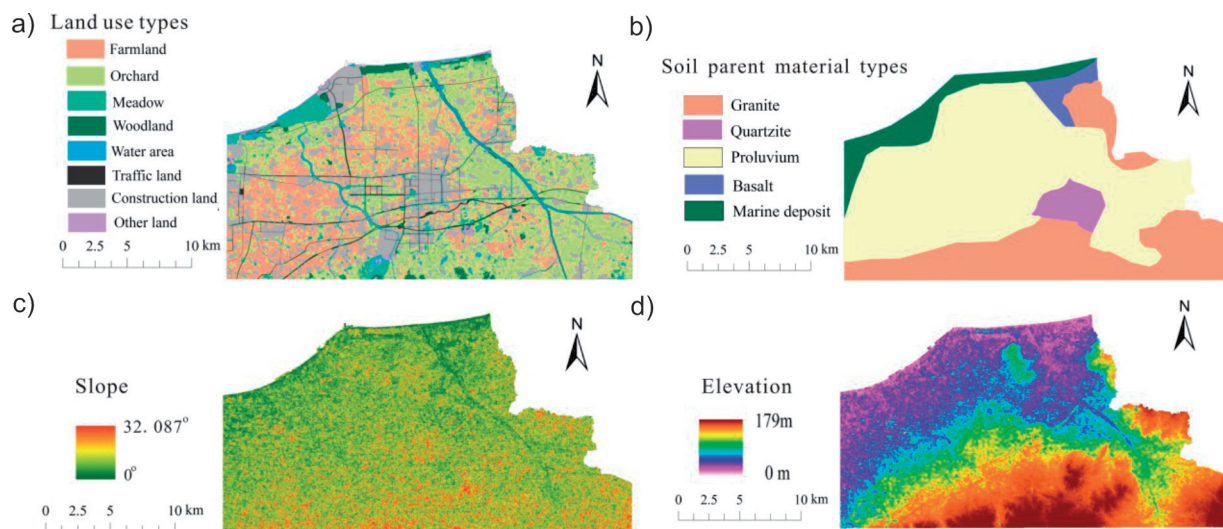 a)
Land use types
Farmland
Orchard
Meadow
Woodland
Water area
Traffic land
Construction land
Other land
0 2.5 5 10 km
N
b)
Soil parent material types
Granite
Quartzite
Proluvium
Basalt
Marine deposit
0 2.5 5 10 km
N
c)
Slope
32. 087°
0°
0 2.5 5 10 km
N
d)
Elevation
179m
0 m
0 2.5 5 10 km
N